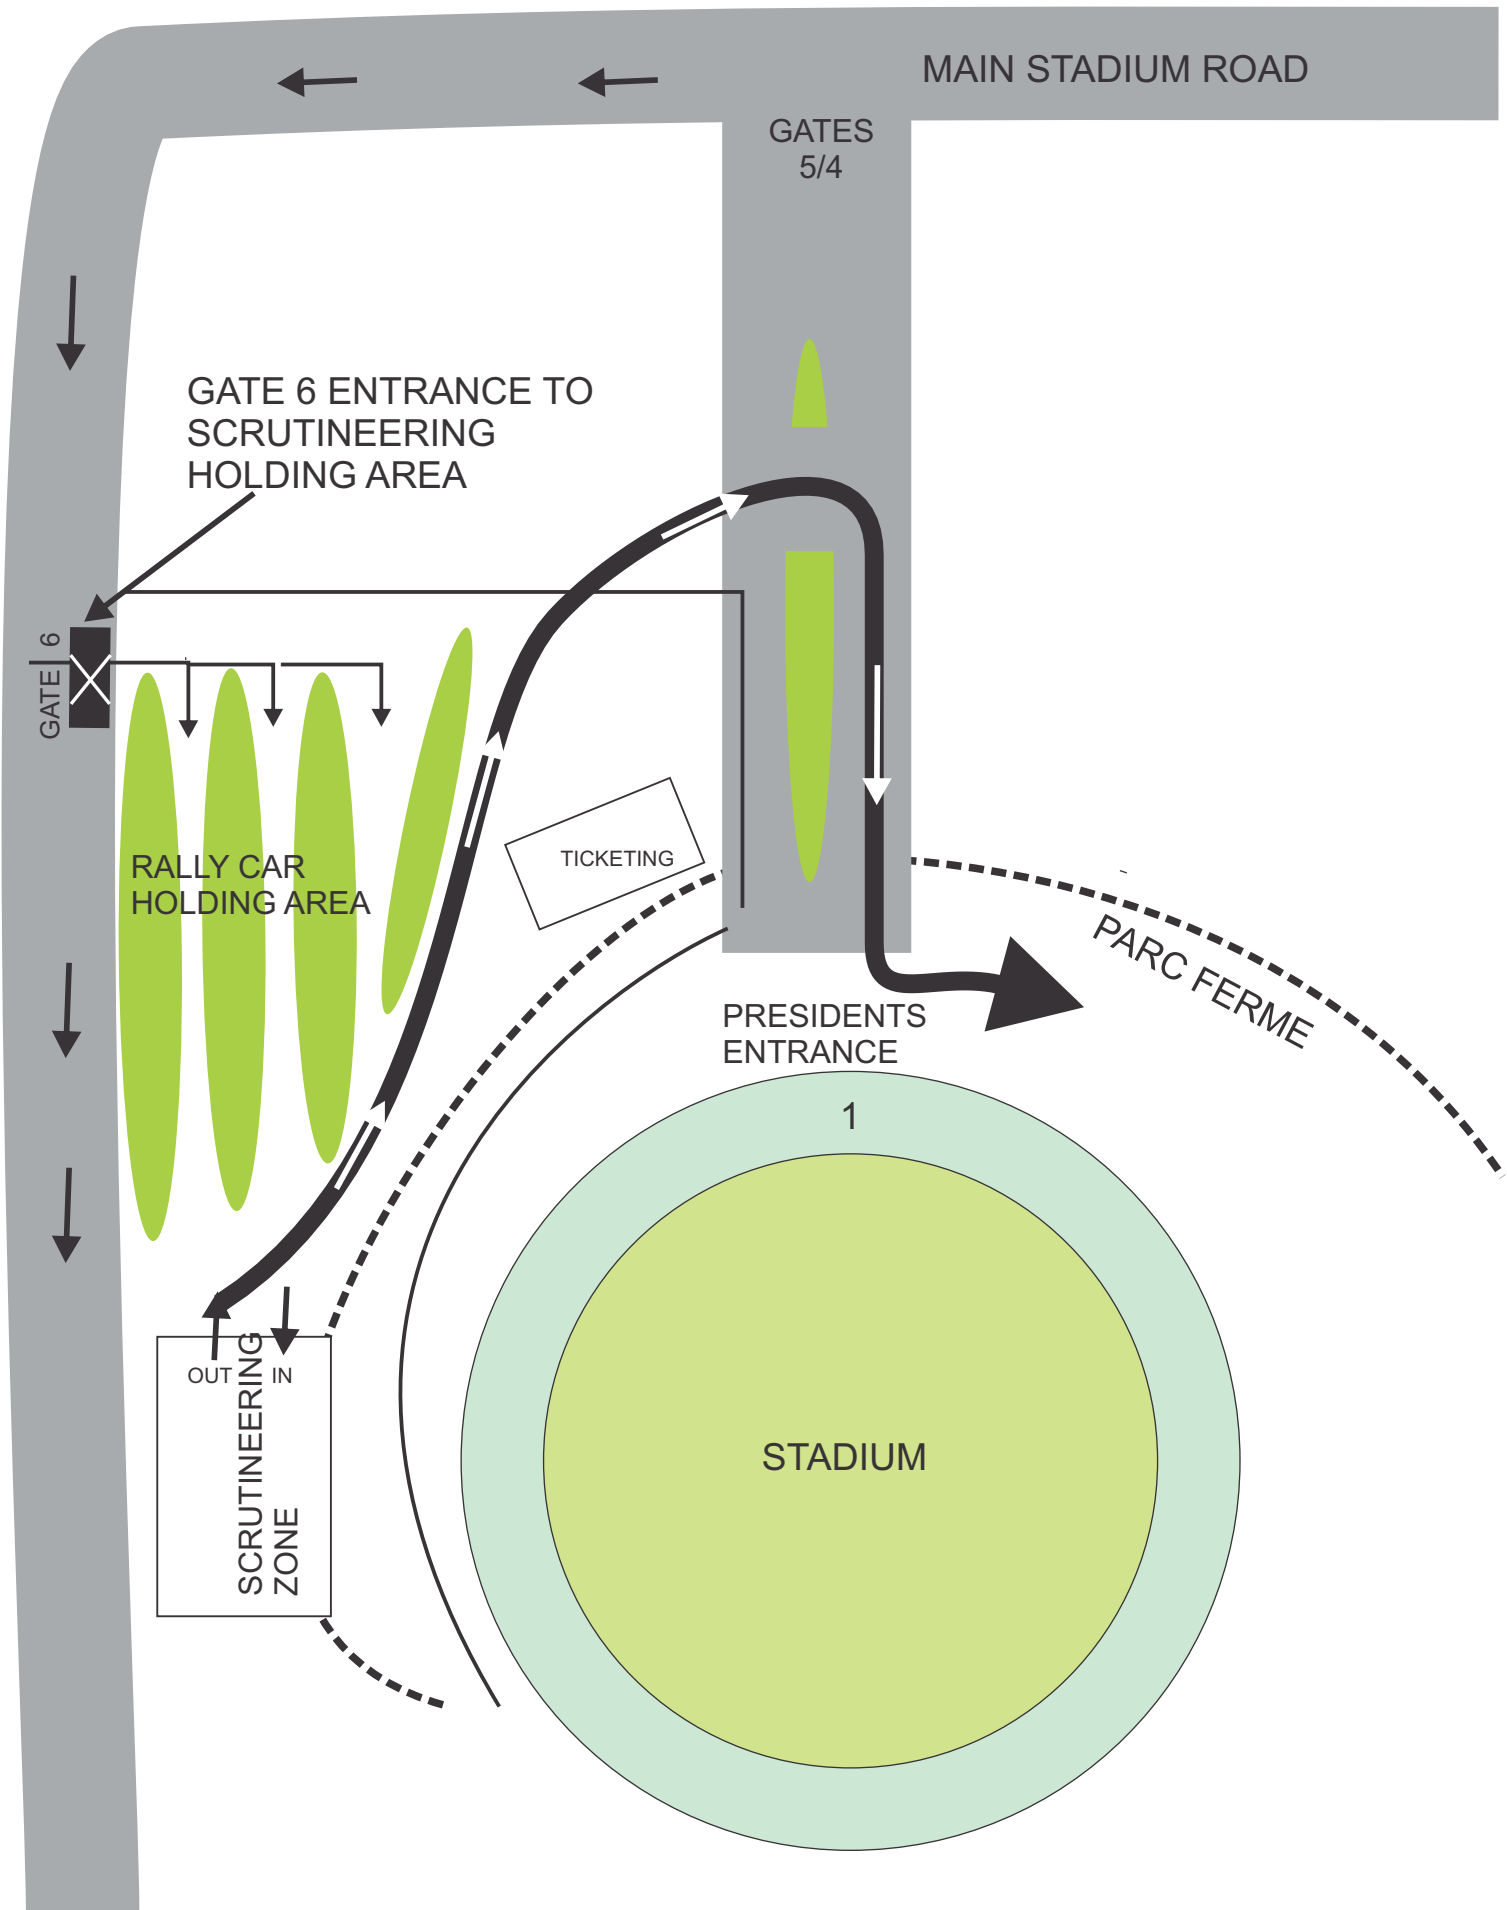 MAIN STADIUM ROAD
GATES
5/4
GATE 6 ENTRANCE TO
SCRUTINEERING
HOLDING AREA
GATE 6
RALLY CAR
HOLDING AREA
TICKETING
PARC FERME
PRESIDENTS
ENTRANCE
1
OUT
IN
SCRUTINEERING
ZONE
STADIUM